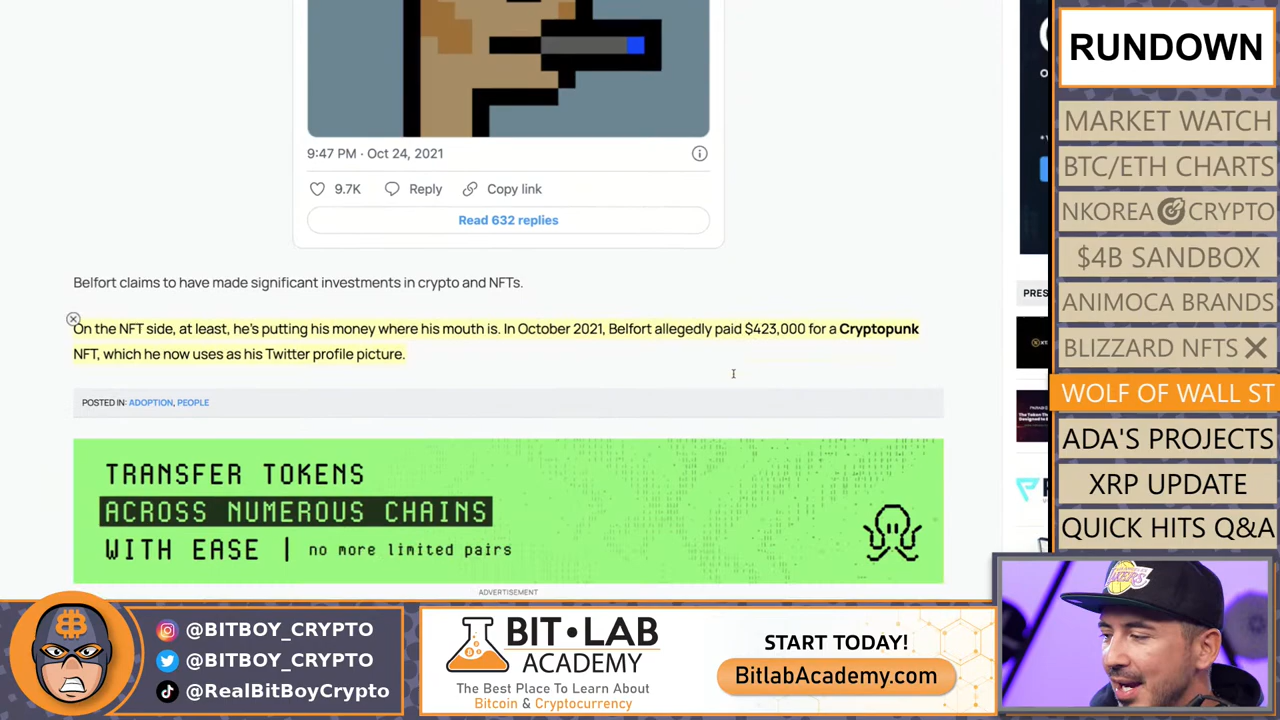 9:47 PM · Oct 24, 2021
9.7K Reply Copy link
Read 632 replies
Belfort claims to have made significant investments in crypto and NFTs.
On the NFT side, at least, he's putting his money where his mouth is. In October 2021, Belfort allegedly paid $423,000 for a Cryptopunk
NFT, which he now uses as his Twitter profile picture.
POSTED IN: ADOPTION, PEOPLE
TRANSFER TOKENS
ACROSS NUMEROUS CHAINS
WITH EASE | no more limited pairs
ADVERTISEMENT
PRES
RUNDOWN
MARKET WATCH
BTC/ETH CHARTS
NKOREA CRYPTO
$4B SANDBOX
ANIMOCA BRANDS
BLIZZARD NFTS
WOLF OF WALL ST
ADA'S PROJECTS
XRP UPDATE
QUICK HITS Q&A
@BITBOY_CRYPTO
@BITBOY_CRYPTO
@RealBitBoyCrypto
BIT•LAB
ACADEMY
The Best Place To Learn About
Bitcoin & Cryptocurrency
START TODAY!
BitlabAcademy.com